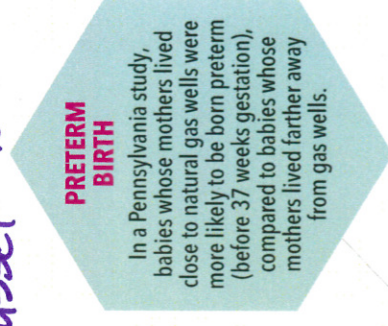 PRETERM
BIRTH
In a Pennsylvania study,
babies whose mothers lived
close to natural gas wells were
more likely to be born preterm
(before 37 weeks gestation),
compared to babies whose
mothers lived farther away
from gas wells.